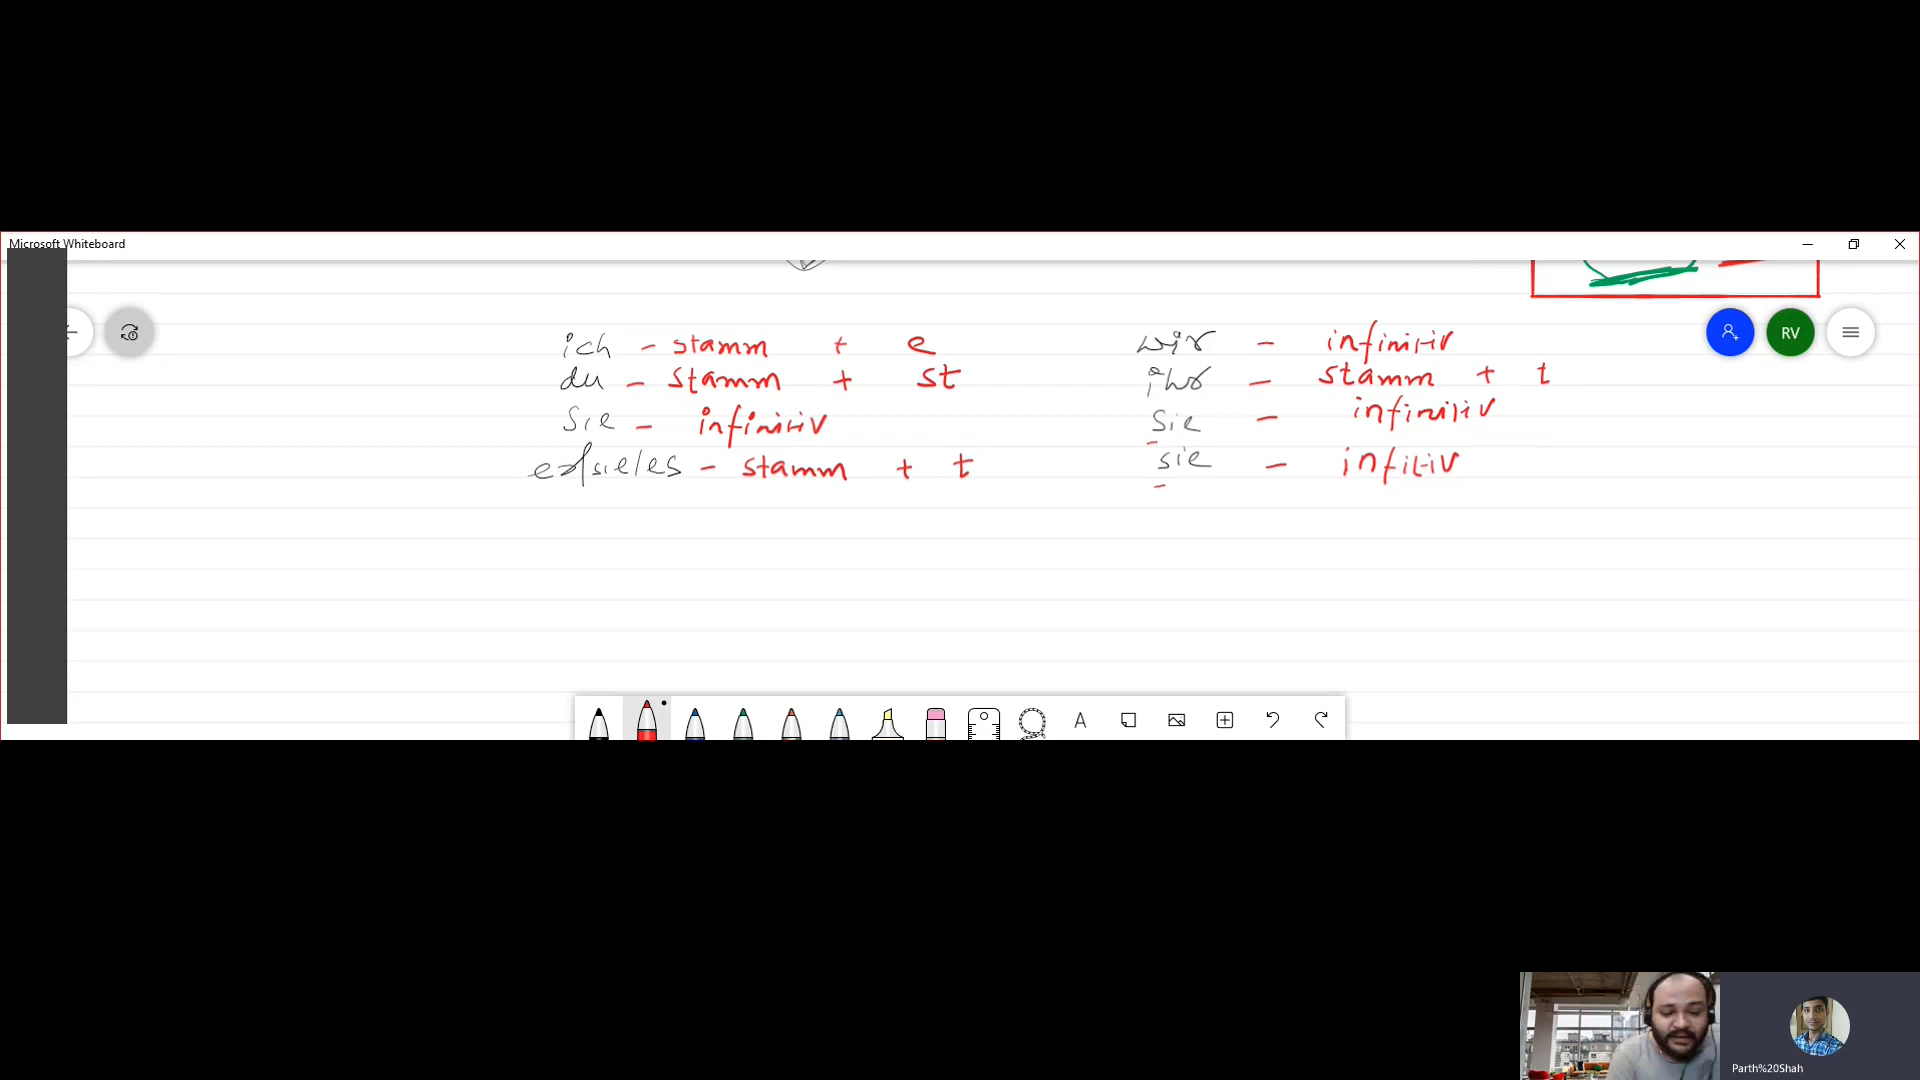 Microsoft Whiteboard
RV
ich - stamm + e
du - stamm + st
Sie - infinitiv
er/sie/es - stamm + t
wir - infinitiv
ihr - stamm + t
Sie - infinitiv
sie - infitiv
A
Parth%20Shah